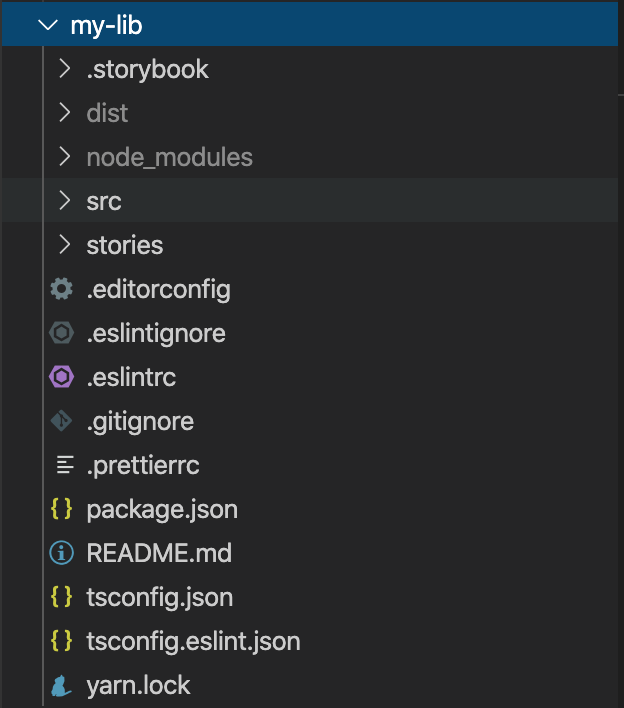 my-lib
.storybook
dist
node_modules
src
stories
.editorconfig
.eslintignore
.eslintrc
.gitignore
.prettierrc
package.json
README.md
tsconfig.json
tsconfig.eslint.json
yarn.lock